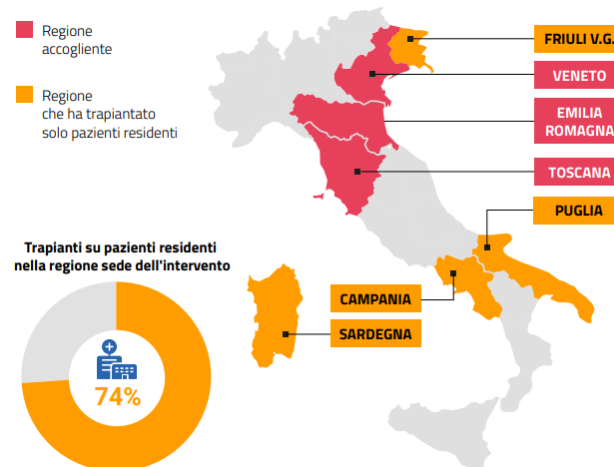 Regione
accogliente
Regione
che ha trapiantato
solo pazienti residenti
FRIULI V.G.
VENETO
EMILIA
ROMAGNA
TOSCANA
PUGLIA
CAMPANIA
SARDEGNA
Trapianti su pazienti residenti
nella regione sede dell'intervento
74%